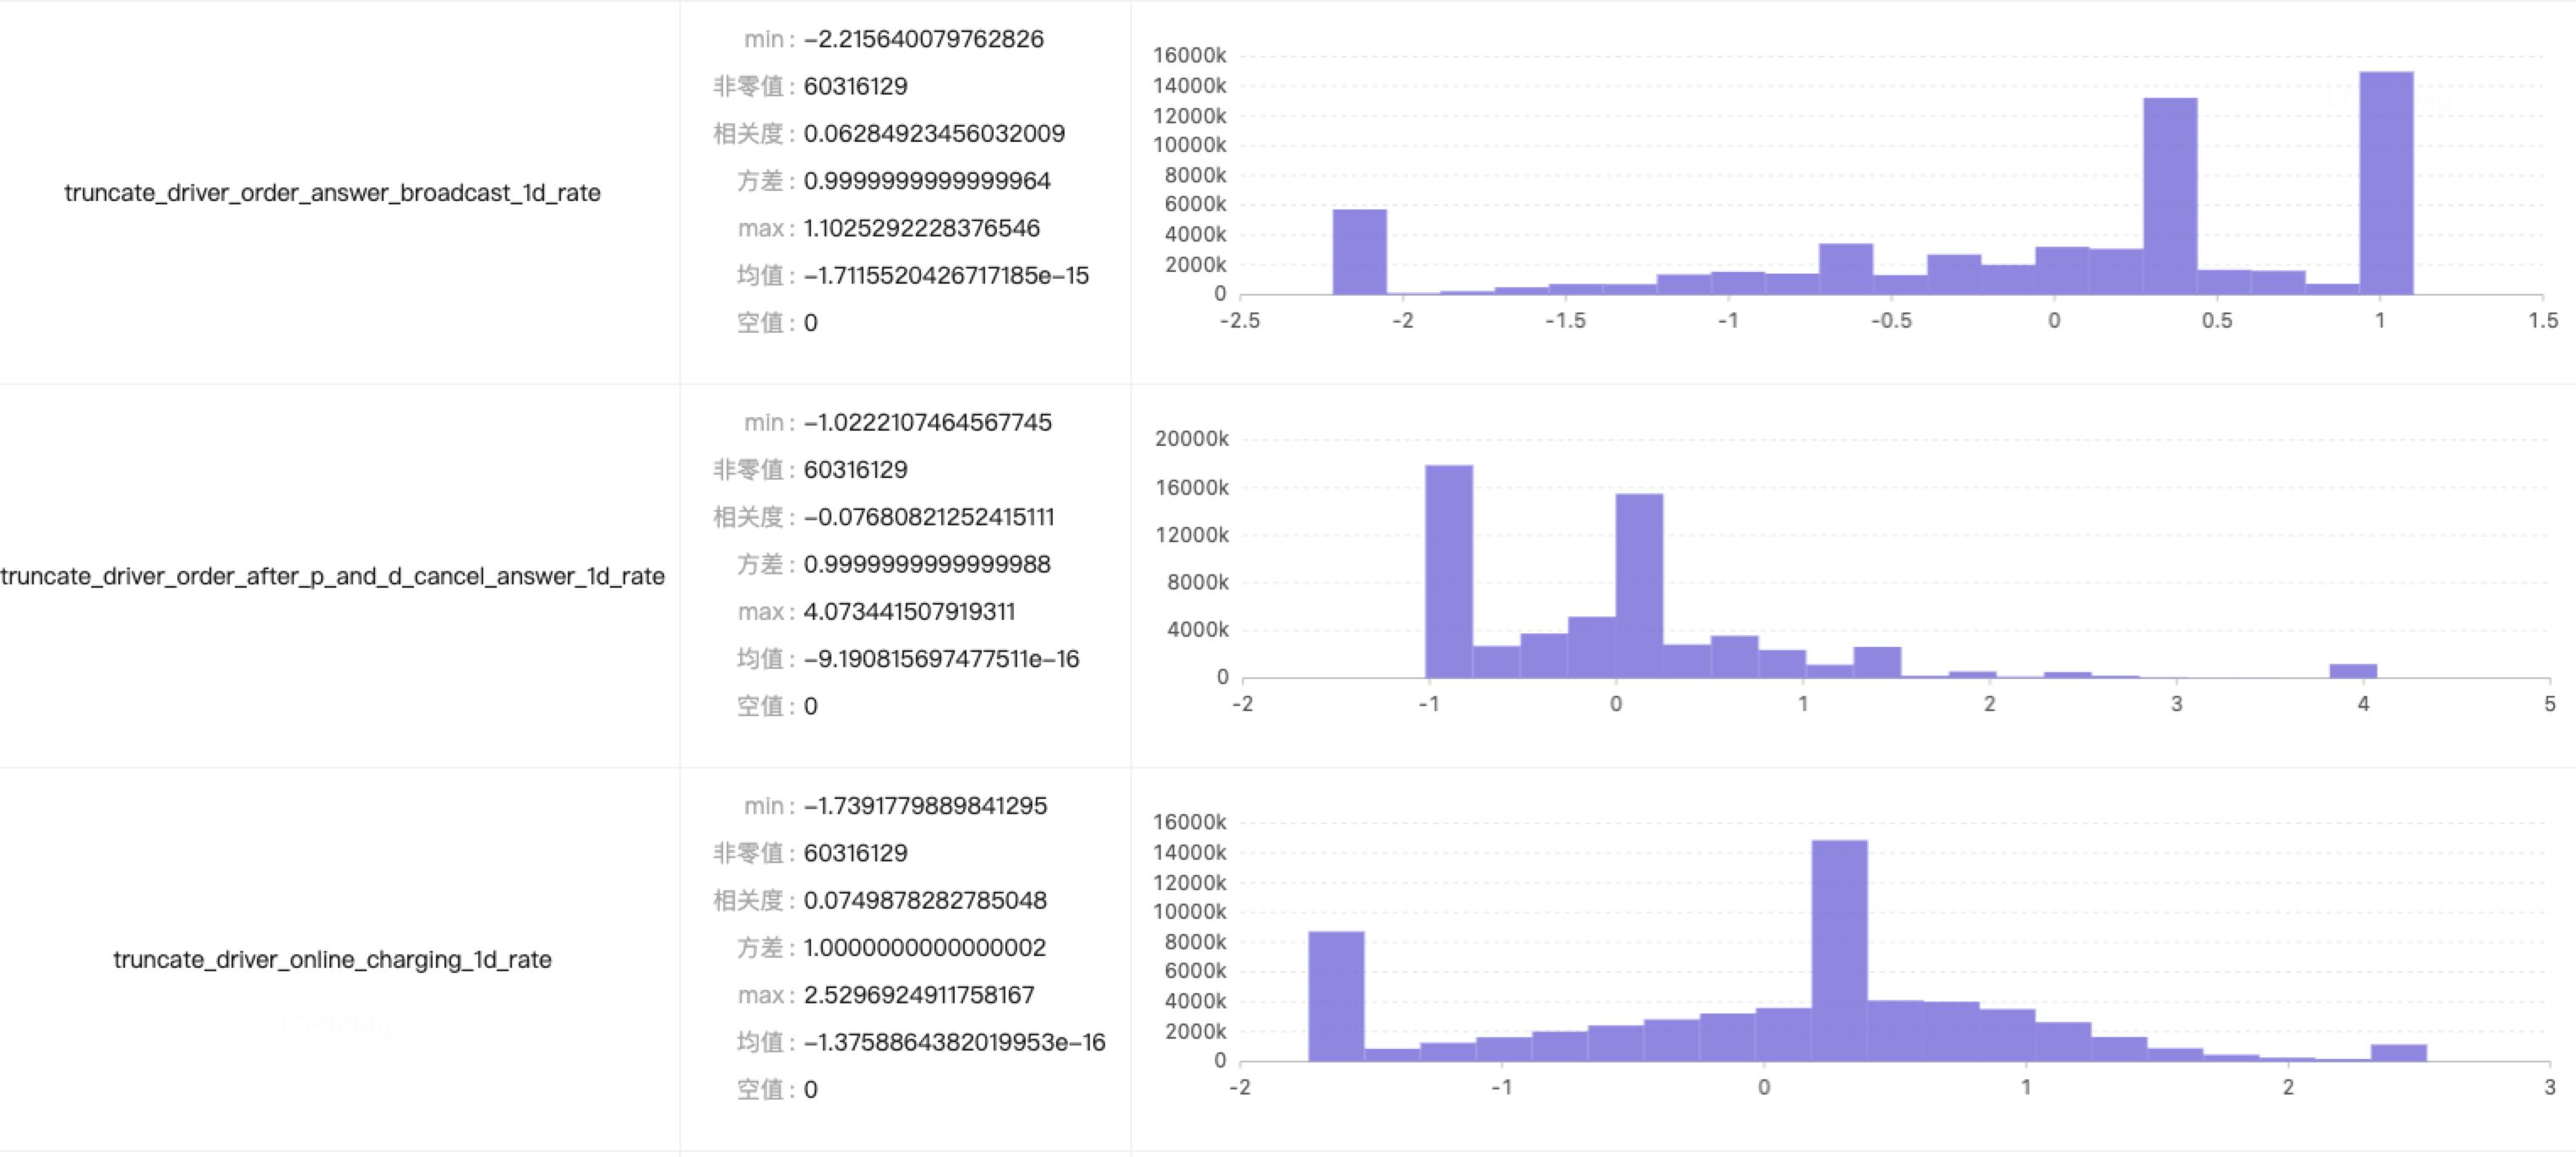 truncate_driver_order_answer_broadcast_1d_rate
min : −2.215640079762826
非零值 : 60316129
相关度 : 0.06284923456032009
方差 : 0.9999999999999964
max : 1.1025292228376546
均值 : −1.7115520426717185e−15
空值 : 0
16000k
14000k
12000k
10000k
8000k
6000k
4000k
2000k
0
-2.5 -2 -1.5 -1 -0.5 0 0.5 1 1.5
truncate_driver_order_after_p_and_d_cancel_answer_1d_rate
min : −1.0222107464567745
非零值 : 60316129
相关度 : −0.07680821252415111
方差 : 0.9999999999999988
max : 4.073441507919311
均值 : −9.190815697477511e−16
空值 : 0
20000k
16000k
12000k
8000k
4000k
0
-2 -1 0 1 2 3 4 5
truncate_driver_online_charging_1d_rate
min : −1.7391779889841295
非零值 : 60316129
相关度 : 0.0749878282785048
方差 : 1.0000000000000002
max : 2.5296924911758167
均值 : −1.3758864382019953e−16
空值 : 0
16000k
14000k
12000k
10000k
8000k
6000k
4000k
2000k
0
-2 -1 0 1 2 3